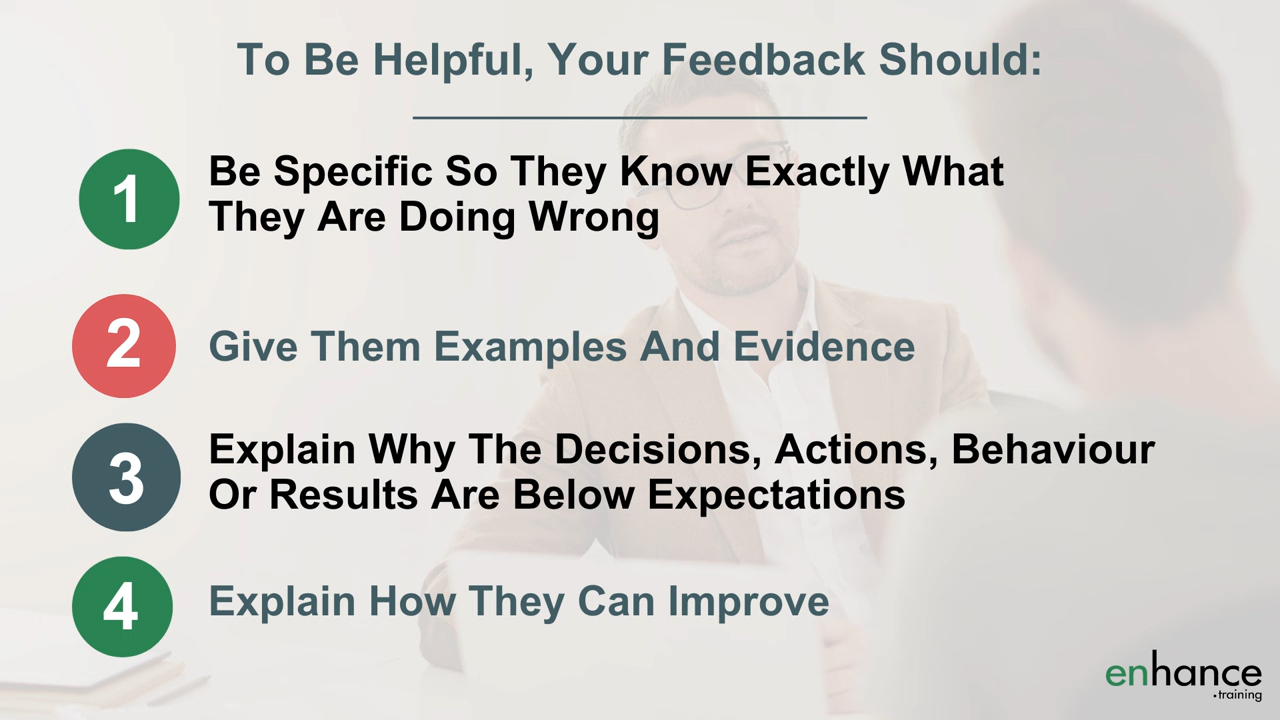 To Be Helpful, Your Feedback Should:
1
Be Specific So They Know Exactly What
They Are Doing Wrong
2
Give Them Examples And Evidence
3
Explain Why The Decisions, Actions, Behaviour
Or Results Are Below Expectations
4
Explain How They Can Improve
enhance
.training